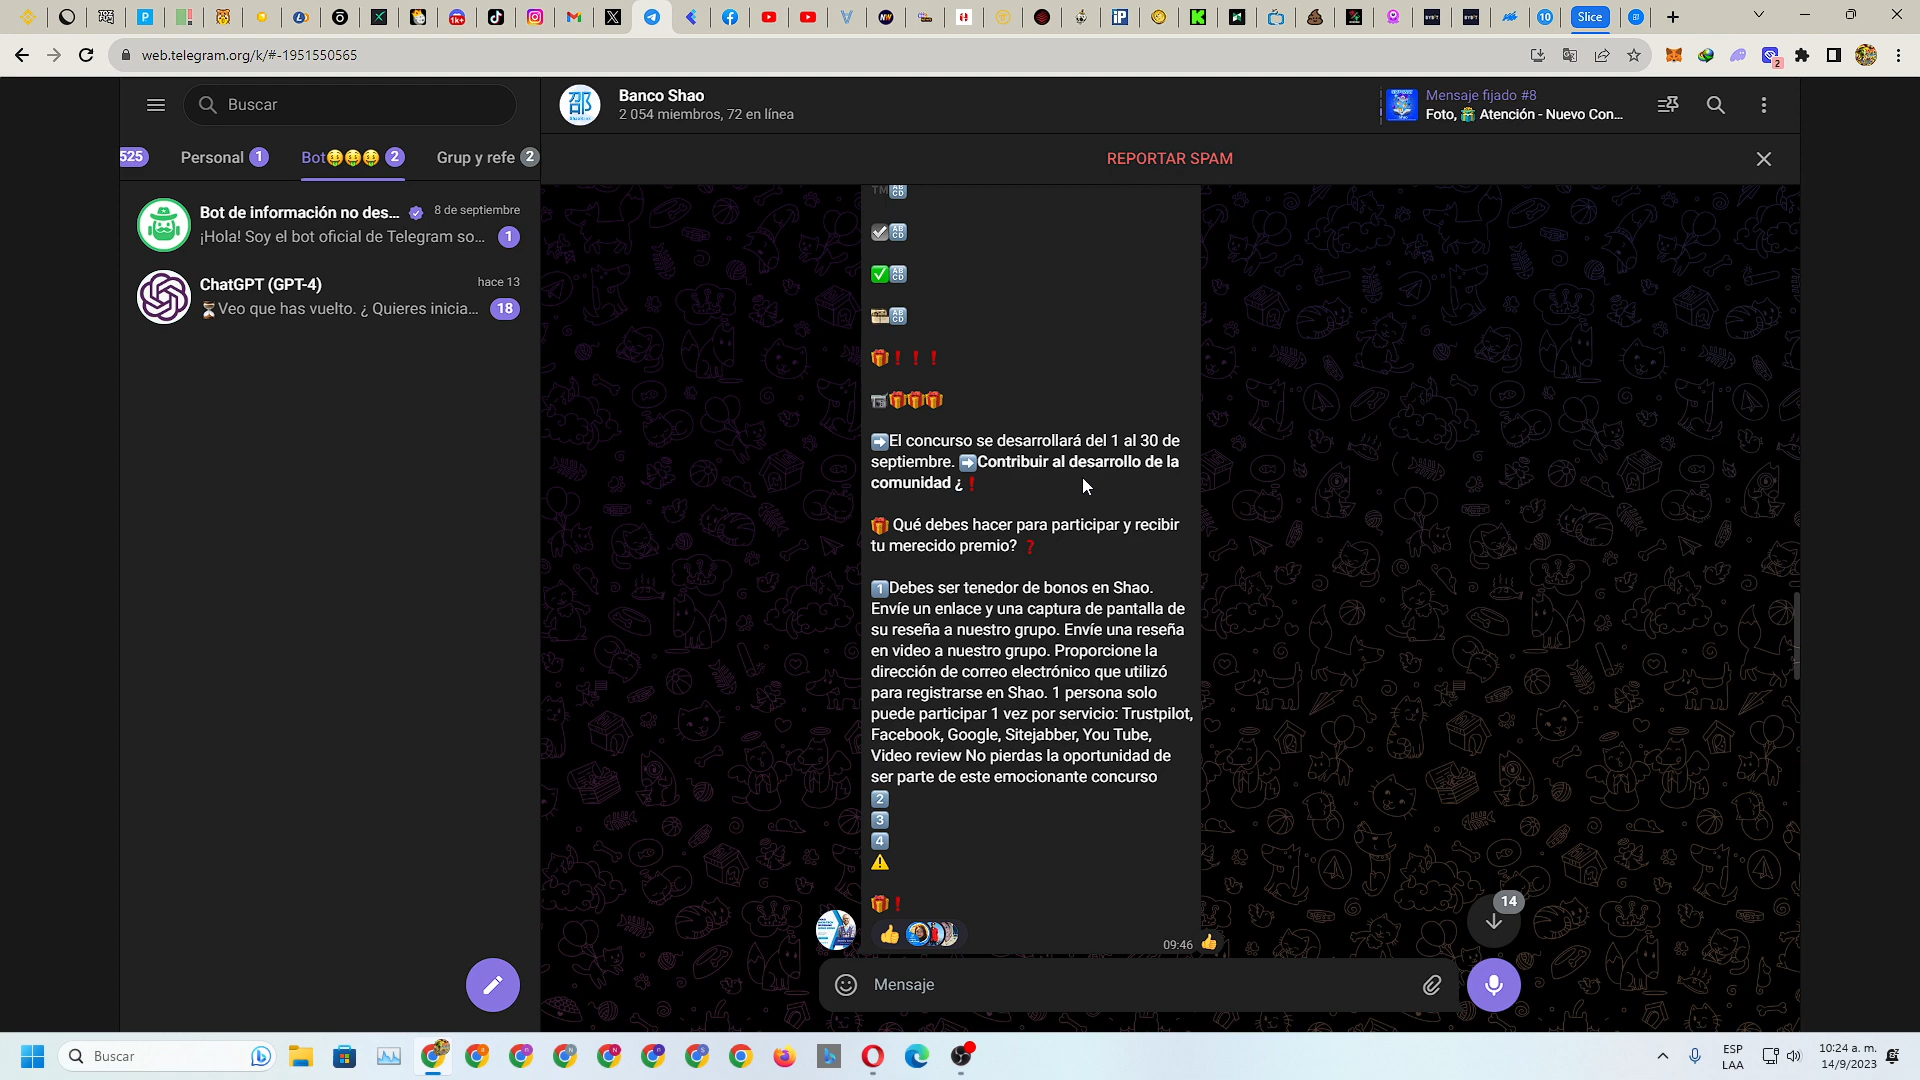 Slice
web.telegram.org/k/#-1951550565
Buscar
525
Personal 1
Bot🤑🤑🤑 2
Grup y refe 2
Bot de información no des...
8 de septiembre
¡Hola! Soy el bot oficial de Telegram so...
1
ChatGPT (GPT-4)
hace 13
⏳Veo que has vuelto. ¿ Quieres inicia...
18
Banco Shao
2 054 miembros, 72 en línea
Mensaje fijado #8
Foto, 🎁 Atención - Nuevo Con...
REPORTAR SPAM
™🔠
☑🔠
✅🔠
🔠
🎁❗❗❗
🎁🎁🎁
➡El concurso se desarrollará del 1 al 30 de
septiembre. ➡Contribuir al desarrollo de la
comunidad ¿❗
🎁 Qué debes hacer para participar y recibir
tu merecido premio? ❓
1️⃣Debes ser tenedor de bonos en Shao.
Envíe un enlace y una captura de pantalla de
su reseña a nuestro grupo. Envíe una reseña
en video a nuestro grupo. Proporcione la
dirección de correo electrónico que utilizó
para registrarse en Shao. 1 persona solo
puede participar 1 vez por servicio: Trustpilot,
Facebook, Google, Sitejabber, You Tube,
Video review No pierdas la oportunidad de
ser parte de este emocionante concurso
2️⃣
3️⃣
4️⃣
⚠
🎁❗
09:46
14
Mensaje
Buscar
ESP
LAA
10:24 a. m.
14/9/2023